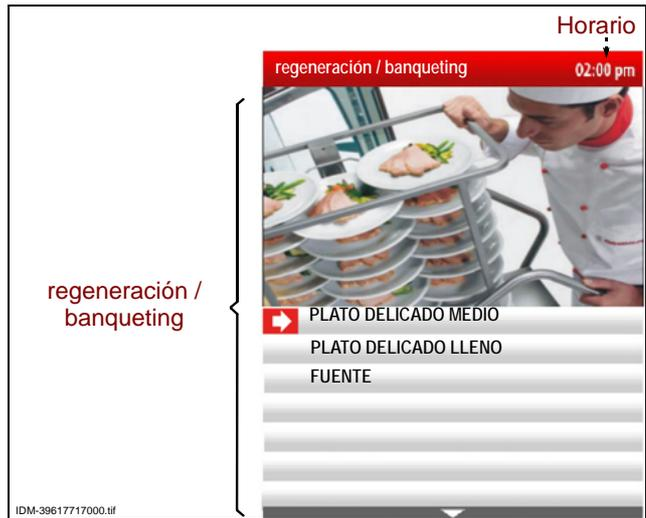 Horario
regeneración / banqueting 02:00 pm
regeneración /
banqueting
PLATO DELICADO MEDIO
PLATO DELICADO LLENO
FUENTE
IDM-39617717000.tif